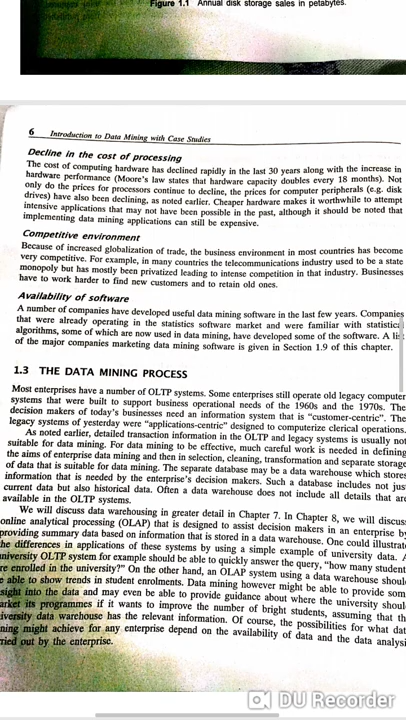 Figure 1.1 Annual disk storage sales in petabytes.
6 Introduction to Data Mining with Case Studies
Decline in the cost of processing
The cost of computing hardware has declined rapidly in the last 30 years along with the increase in
hardware performance (Moore's law states that hardware capacity doubles every 18 months). Not
only do the prices for processors continue to decline, the prices for computer peripherals (e.g. disk
drives) have also been declining, as noted earlier. Cheaper hardware makes it worthwhile to attempt
intensive applications that may not have been possible in the past, although it should be noted that
implementing data mining applications can still be expensive.
Competitive environment
Because of increased globalization of trade, the business environment in most countries has become
very competitive. For example, in many countries the telecommunications industry used to be a state
monopoly but has mostly been privatized leading to intense competition in that industry. Businesses
have to work harder to find new customers and to retain old ones.
Availability of software
A number of companies have developed useful data mining software in the last few years. Companies
that were already operating in the statistics software market and were familiar with statistical
algorithms, some of which are now used in data mining, have developed some of the software. A lis
of the major companies marketing data mining software is given in Section 1.9 of this chapter.
1.3 THE DATA MINING PROCESS
Most enterprises have a number of OLTP systems. Some enterprises still operate old legacy computer
systems that were built to support business operational needs of the 1960s and the 1970s. The
decision makers of today's businesses need an information system that is "customer-centric". The
legacy systems of yesterday were "applications-centric" designed to computerize clerical operations.
As noted earlier, detailed transaction information in the OLTP and legacy systems is usually not
suitable for data mining. For data mining to be effective, much careful work is needed in defining
the aims of enterprise data mining and then in selection, cleaning, transformation and separate storage
of data that is suitable for data mining. The separate database may be a data warehouse which stores
information that is needed by the enterprise's decision makers. Such a database includes not jus
current data but also historical data. Often a data warehouse does not include all details that are
available in the OLTP systems.
We will discuss data warehousing in greater detail in Chapter 7. In Chapter 8, we will discuss
online analytical processing (OLAP) that is designed to assist decision makers in an enterprise by
providing summary data based on information that is stored in a data warehouse. One could illustrat
he differences in applications of these systems by using a simple example of university data. A
university OLTP system for example should be able to quickly answer the query, "how many student
re enrolled in the university?" On the other hand, an OLAP system using a data warehouse shoul
e able to show trends in student enrolments. Data mining however might be able to provide som
sight into the data and may even be able to provide guidance about where the university shoul
arket its programmes if it wants to improve the number of bright students, assuming that th
iversity data warehouse has the relevant information. Of course, the possibilities for what dat
ning might achieve for any enterprise depend on the availability of data and the data analysi
ried out by the enterprise.
DU Recorder